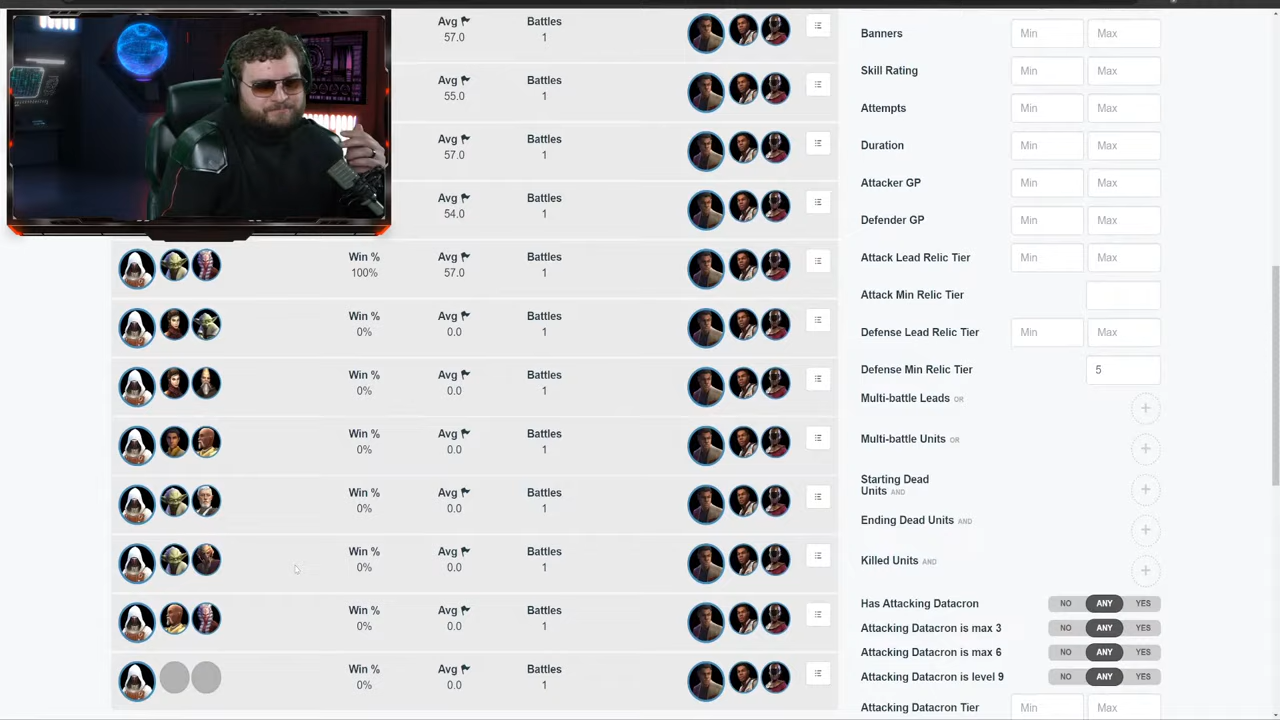 Avg Battles
57.0 1
Avg Battles
55.0 1
Avg Battles
57.0 1
Avg Battles
54.0 1
Win % Avg Battles
100% 57.0 1
Win % Avg Battles
0% 0.0 1
Win % Avg Battles
0% 0.0 1
Win % Avg Battles
0% 0.0 1
Win % Avg Battles
0% 0.0 1
Win % Avg Battles
0% 0.0 1
Win % Avg Battles
0% 0.0 1
Win % Avg Battles
0% 0.0 1
Banners Min Max
Skill Rating Min Max
Attempts Min Max
Duration Min Max
Attacker GP Min Max
Defender GP Min Max
Attack Lead Relic Tier Min Max
Attack Min Relic Tier
Defense Lead Relic Tier Min Max
Defense Min Relic Tier 5
Multi-battle Leads OR
Multi-battle Units OR
Starting Dead
Units AND
Ending Dead Units AND
Killed Units AND
Has Attacking Datacron NO ANY YES
Attacking Datacron is max 3 NO ANY YES
Attacking Datacron is max 6 NO ANY YES
Attacking Datacron is level 9 NO ANY YES
Attacking Datacron Tier Min Max